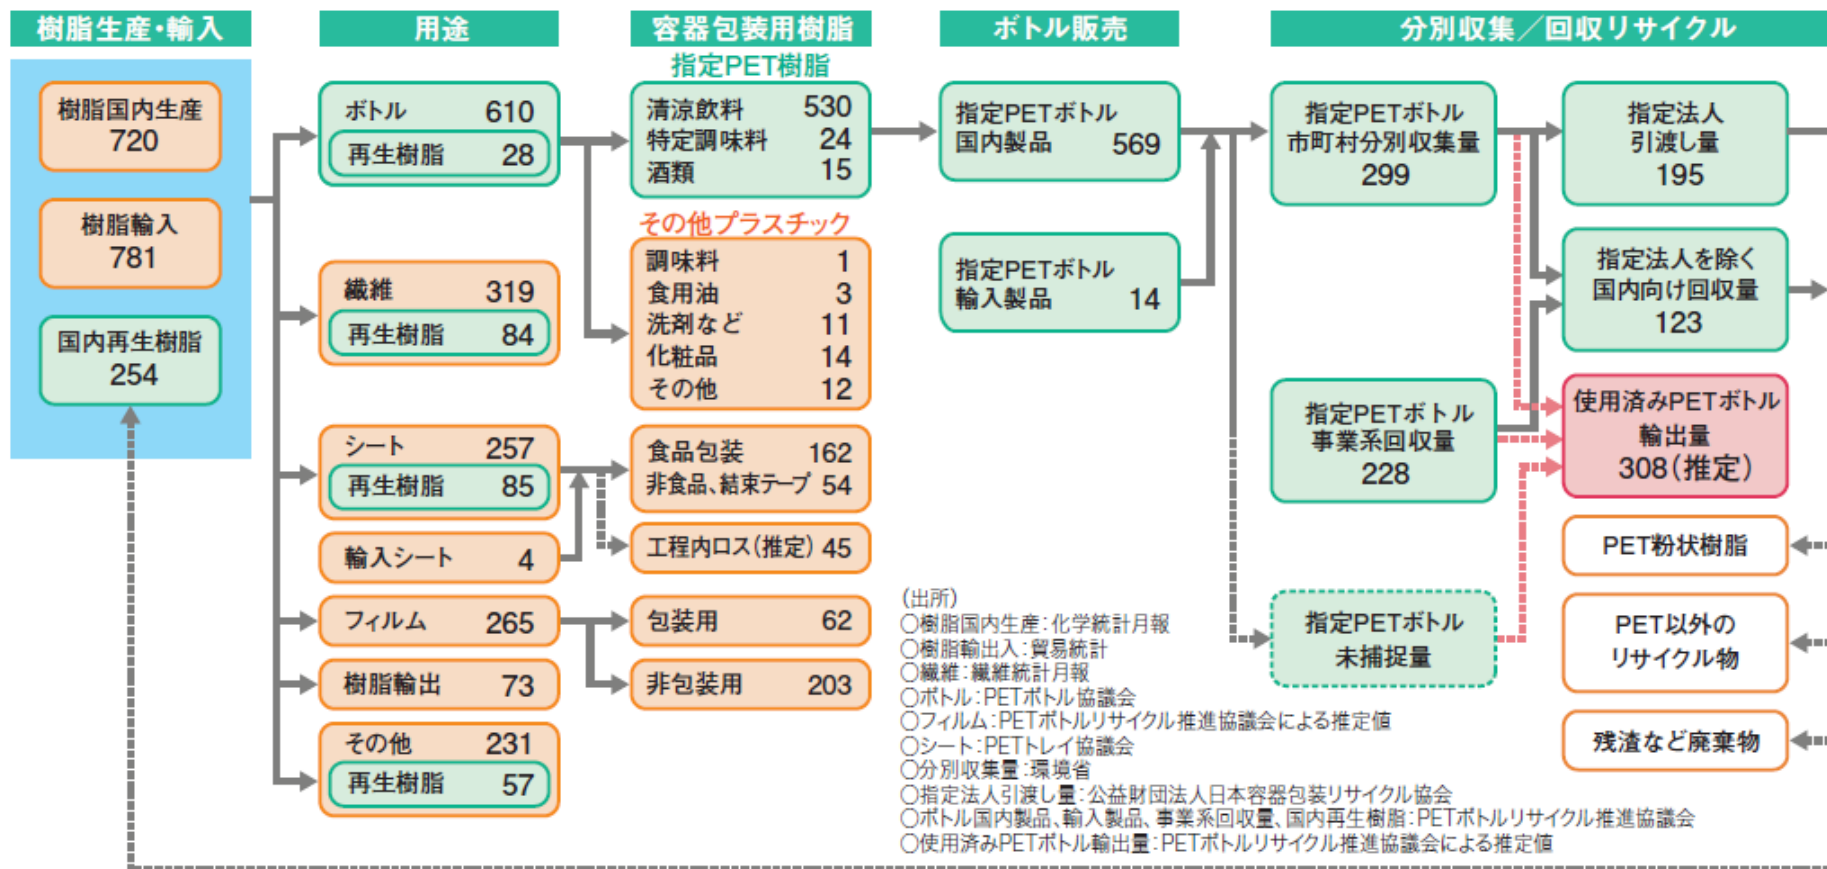 樹脂生産・輸入
樹脂国内生産
720
樹脂輸入
781
国内再生樹脂
254
用途
ボトル 610
再生樹脂 28
繊維 319
再生樹脂 84
シート 257
再生樹脂 85
輸入シート 4
フィルム 265
樹脂輸出 73
その他 231
再生樹脂 57
容器包装用樹脂
指定PET樹脂
清涼飲料 530
特定調味料 24
酒類 15
その他プラスチック
調味料 1
食用油 3
洗剤など 11
化粧品 14
その他 12
食品包装 162
非食品、結束テープ 54
工程内ロス(推定) 45
包装用 62
非包装用 203
ボトル販売
指定PETボトル
国内製品 569
指定PETボトル
輸入製品 14
分別収集／回収リサイクル
指定PETボトル
市町村分別収集量
299
指定PETボトル
事業系回収量
228
指定PETボトル
未捕捉量
指定法人
引渡し量
195
指定法人を除く
国内向け回収量
123
使用済みPETボトル
輸出量
308(推定)
PET粉状樹脂
PET以外の
リサイクル物
残渣など廃棄物
(出所)
○樹脂国内生産:化学統計月報
○樹脂輸出入:貿易統計
○繊維:繊維統計月報
○ボトル:PETボトル協議会
○フィルム:PETボトルリサイクル推進協議会による推定値
○シート:PETトレイ協議会
○分別収集量:環境省
○指定法人引渡し量:公益財団法人日本容器包装リサイクル協会
○ボトル国内製品、輸入製品、事業系回収量、国内再生樹脂:PETボトルリサイクル推進協議会
○使用済みPETボトル輸出量:PETボトルリサイクル推進協議会による推定値